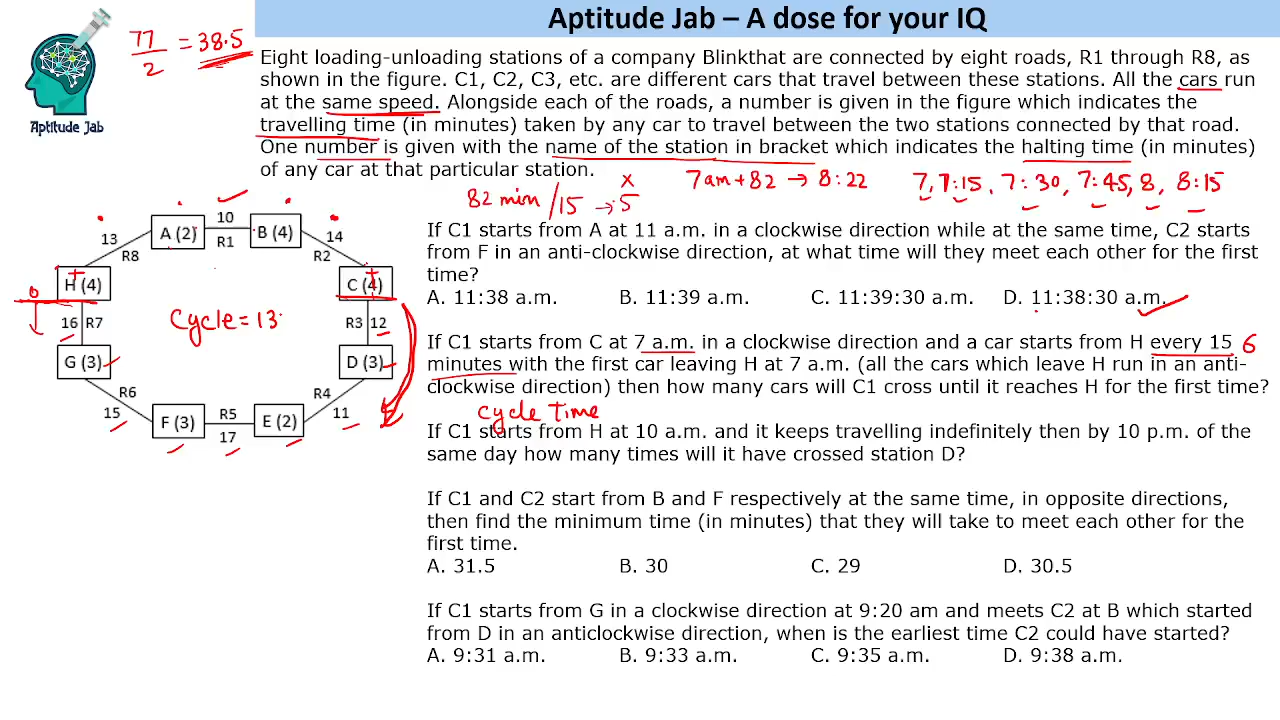 Aptitude Jab – A dose for your IQ
77
2
= 38.5
Aptitude Jab
Eight loading-unloading stations of a company Blinkthat are connected by eight roads, R1 through R8, as
shown in the figure. C1, C2, C3, etc. are different cars that travel between these stations. All the cars run
at the same speed. Alongside each of the roads, a number is given in the figure which indicates the
travelling time (in minutes) taken by any car to travel between the two stations connected by that road.
One number is given with the name of the station in bracket which indicates the halting time (in minutes)
of any car at that particular station.
82 min /15 → .5
x
7am+82 → 8:22
7, 7:15, 7:30, 7:45, 8, 8:15
10
A (2)
B (4)
R1
13
R8
14
R2
H (4)
C (4)
0
Cycle = 13
16 R7
R3 12
G (3)
D (3)
R6
15
R4
11
F (3)
R5
17
E (2)
If C1 starts from A at 11 a.m. in a clockwise direction while at the same time, C2 starts
from F in an anti-clockwise direction, at what time will they meet each other for the first
time?
A. 11:38 a.m. B. 11:39 a.m. C. 11:39:30 a.m. D. 11:38:30 a.m.
If C1 starts from C at 7 a.m. in a clockwise direction and a car starts from H every 15 6
minutes with the first car leaving H at 7 a.m. (all the cars which leave H run in an anti-
clockwise direction) then how many cars will C1 cross until it reaches H for the first time?
Cycle Time
If C1 starts from H at 10 a.m. and it keeps travelling indefinitely then by 10 p.m. of the
same day how many times will it have crossed station D?
If C1 and C2 start from B and F respectively at the same time, in opposite directions,
then find the minimum time (in minutes) that they will take to meet each other for the
first time.
A. 31.5 B. 30 C. 29 D. 30.5
If C1 starts from G in a clockwise direction at 9:20 am and meets C2 at B which started
from D in an anticlockwise direction, when is the earliest time C2 could have started?
A. 9:31 a.m. B. 9:33 a.m. C. 9:35 a.m. D. 9:38 a.m.